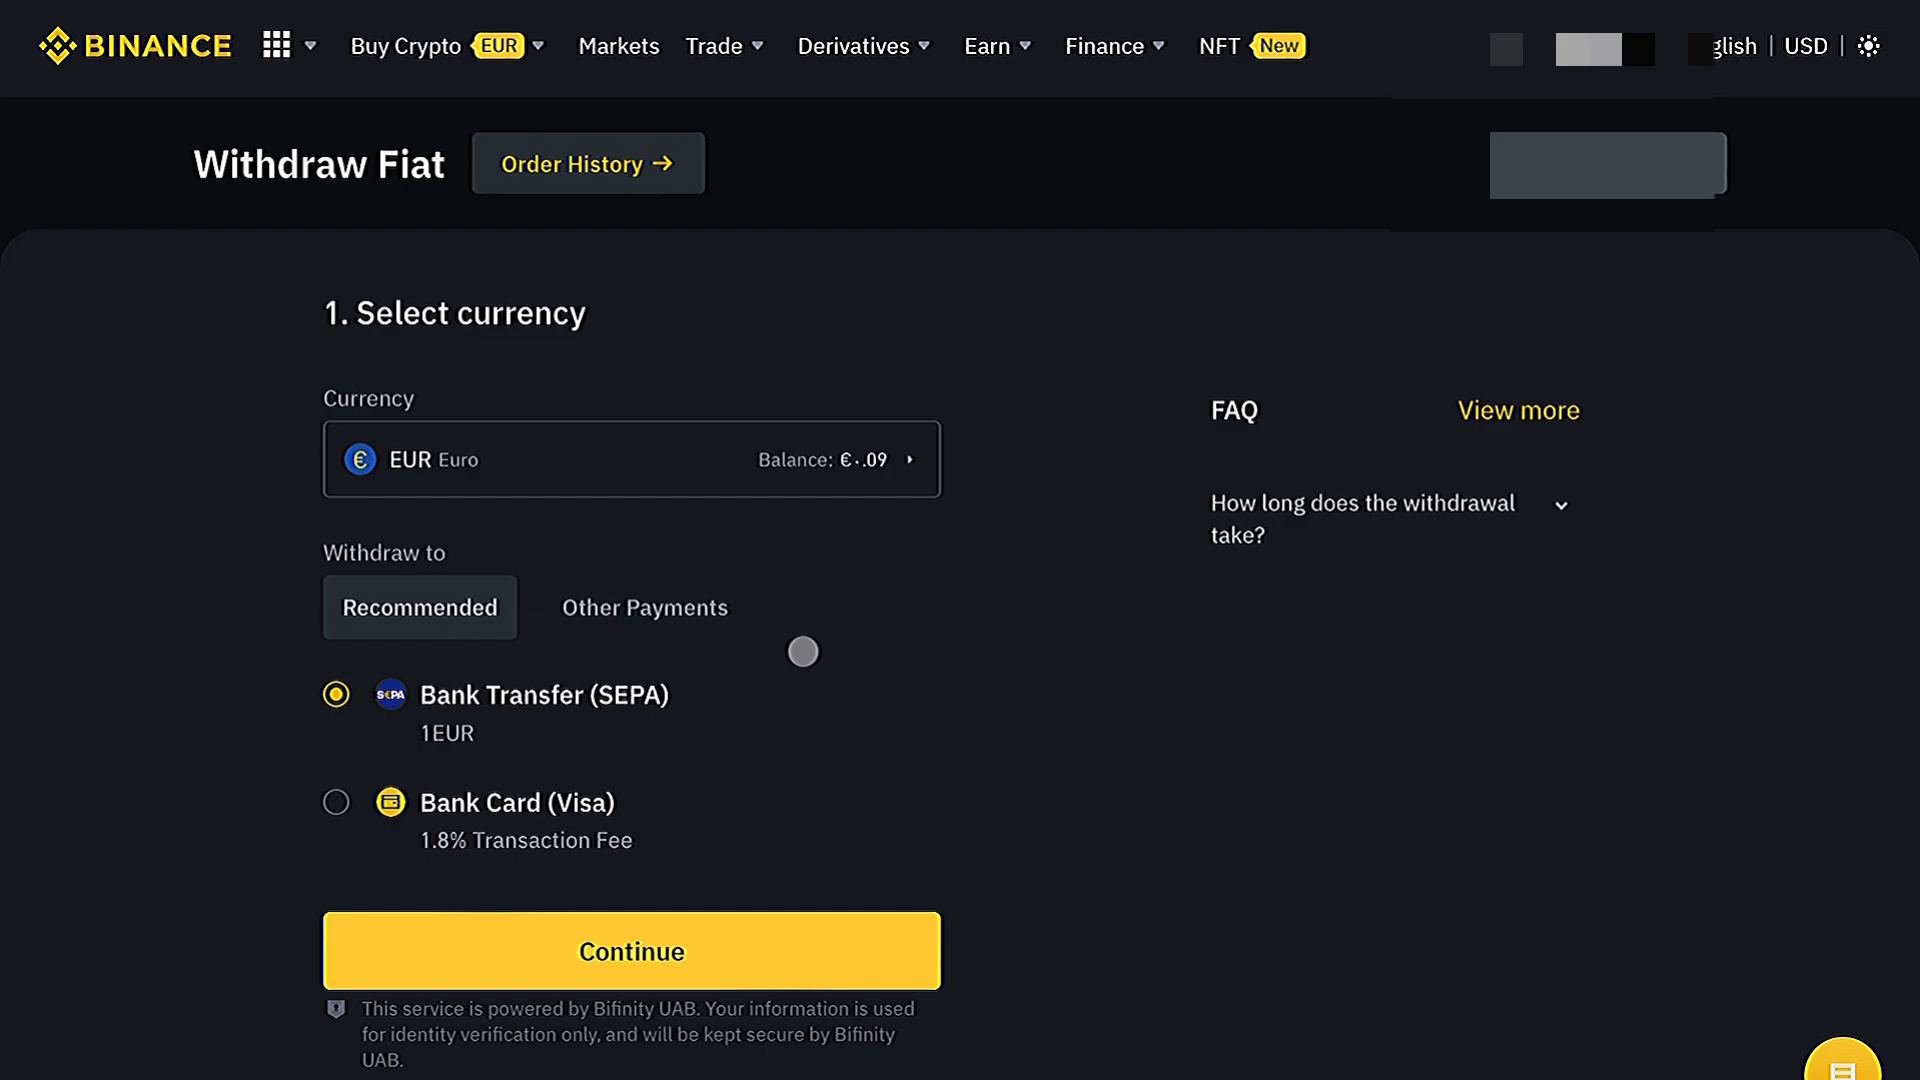 BINANCE
Buy Crypto EUR Markets Trade Derivatives Earn Finance NFT New glish | USD |
Withdraw Fiat Order History →
1. Select currency
Currency
€ EUR Euro Balance: € .09
FAQ View more
How long does the withdrawal
take?
Withdraw to
Recommended Other Payments
S€PA Bank Transfer (SEPA)
1EUR
Bank Card (Visa)
1.8% Transaction Fee
Continue
This service is powered by Bifinity UAB. Your information is used
for identity verification only, and will be kept secure by Bifinity
UAB.